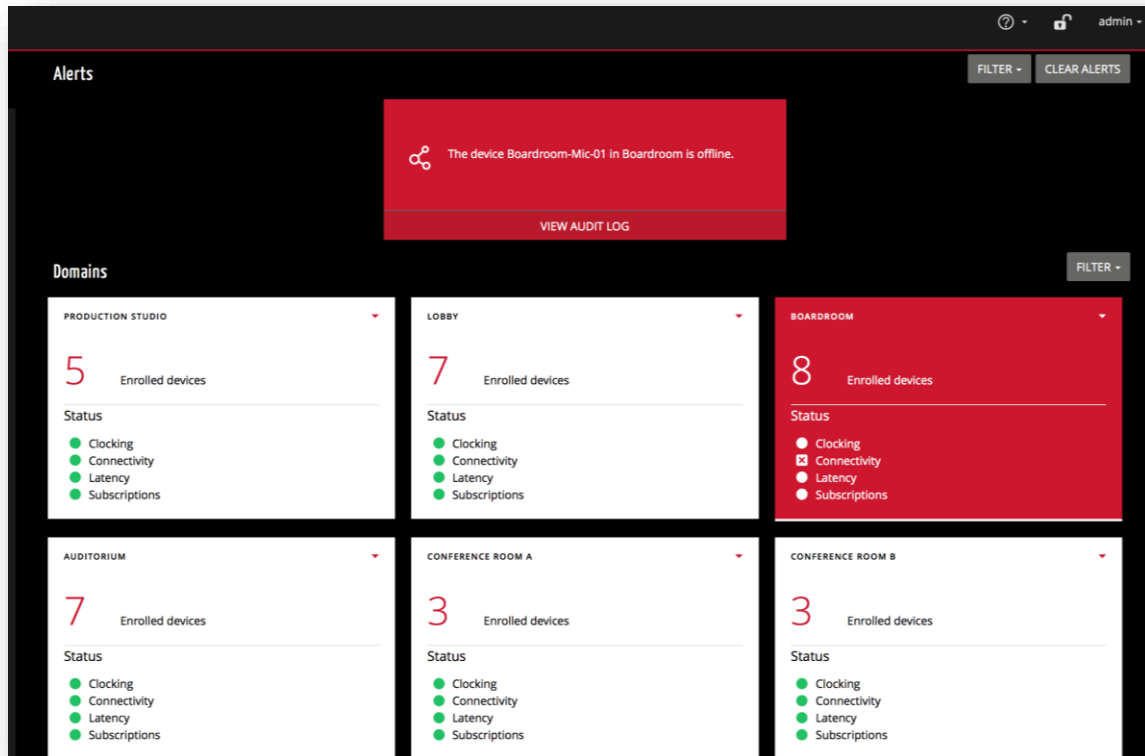 admin
Alerts
FILTER
CLEAR ALERTS
The device Boardroom-Mic-01 in Boardroom is offline.
VIEW AUDIT LOG
Domains
FILTER
PRODUCTION STUDIO
5 Enrolled devices
Status
Clocking
Connectivity
Latency
Subscriptions
LOBBY
7 Enrolled devices
Status
Clocking
Connectivity
Latency
Subscriptions
BOARDROOM
8 Enrolled devices
Status
Clocking
Connectivity
Latency
Subscriptions
AUDITORIUM
7 Enrolled devices
Status
Clocking
Connectivity
Latency
Subscriptions
CONFERENCE ROOM A
3 Enrolled devices
Status
Clocking
Connectivity
Latency
Subscriptions
CONFERENCE ROOM B
3 Enrolled devices
Status
Clocking
Connectivity
Latency
Subscriptions